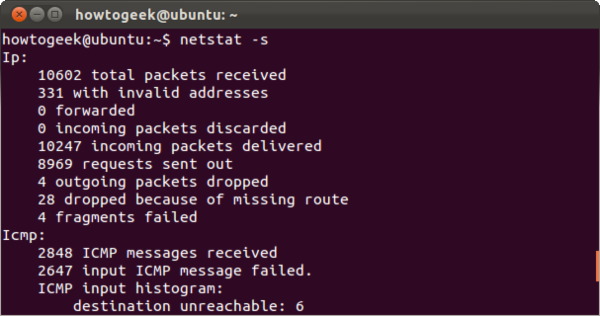 howtogeek@ubuntu: ~
howtogeek@ubuntu:~$ netstat -s
Ip:
    10602 total packets received
    331 with invalid addresses
    0 forwarded
    0 incoming packets discarded
    10247 incoming packets delivered
    8969 requests sent out
    4 outgoing packets dropped
    28 dropped because of missing route
    4 fragments failed
Icmp:
    2848 ICMP messages received
    2647 input ICMP message failed.
    ICMP input histogram:
        destination unreachable: 6